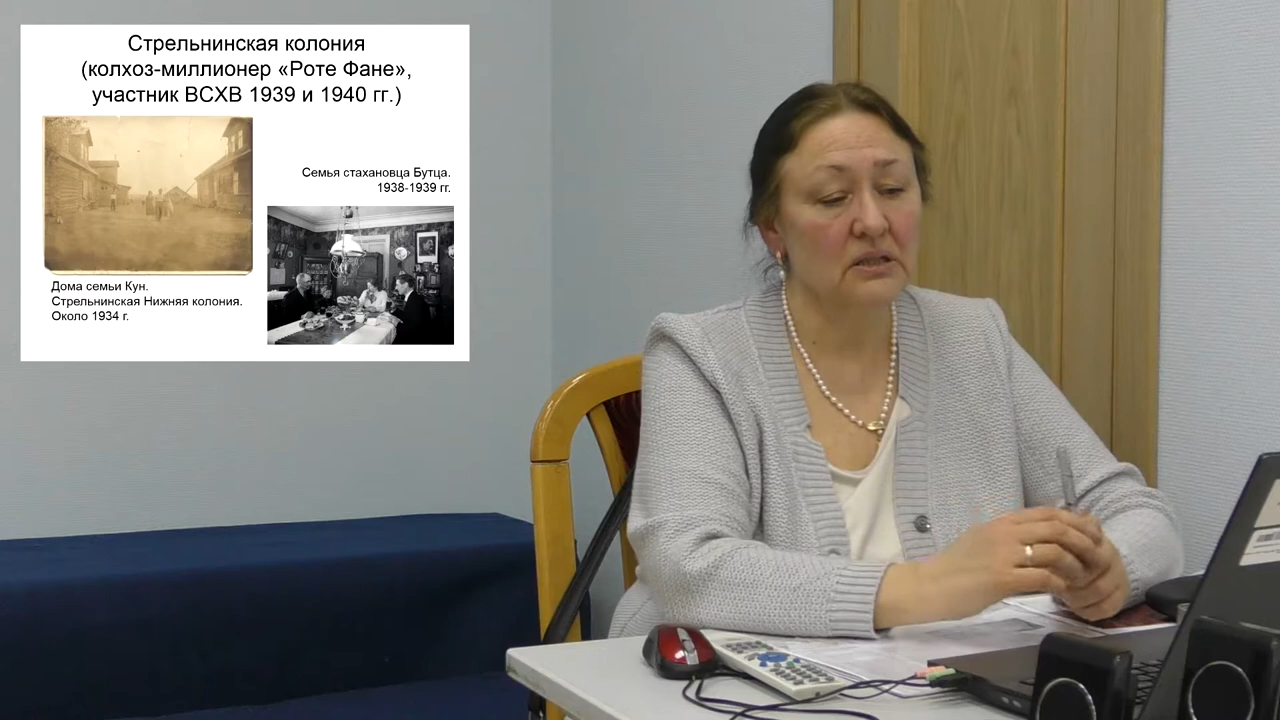 Стрельнинская колония
(колхоз-миллионер «Роте Фане»,
участник ВСХВ 1939 и 1940 гг.)
Семья стахановца Бутца.
1938-1939 гг.
Дома семьи Кун.
Стрельнинская Нижняя колония.
Около 1934 г.